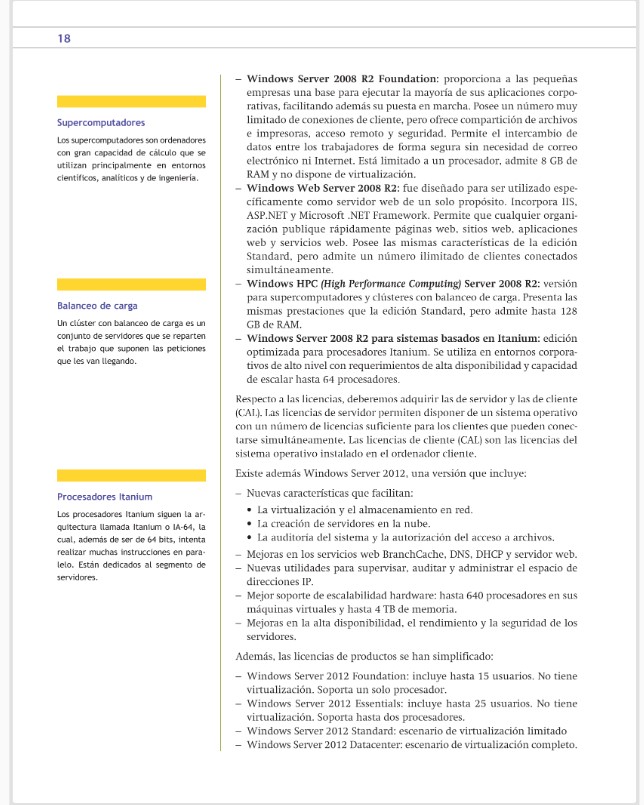 18
Supercomputadores
Los supercomputadores son ordenadores
con gran capacidad de cálculo que se
utilizan principalmente en entornos
científicos, analíticos y de ingeniería.
Balanceo de carga
Un clúster con balanceo de carga es un
conjunto de servidores que se reparten
el trabajo que suponen las peticiones
que les van llegando.
Procesadores Itanium
Los procesadores Itanium siguen la ar-
quitectura llamada Itanium o IA-64, la
cual, además de ser de 64 bits, intenta
realizar muchas instrucciones en para-
lelo. Están dedicados al segmento de
servidores.
– Windows Server 2008 R2 Foundation: proporciona a las pequeñas
empresas una base para ejecutar la mayoría de sus aplicaciones corpo-
rativas, facilitando además su puesta en marcha. Posee un número muy
limitado de conexiones de cliente, pero ofrece compartición de archivos
e impresoras, acceso remoto y seguridad. Permite el intercambio de
datos entre los trabajadores de forma segura sin necesidad de correo
electrónico ni Internet. Está limitado a un procesador, admite 8 GB de
RAM y no dispone de virtualización.
– Windows Web Server 2008 R2: fue diseñado para ser utilizado espe-
cíficamente como servidor web de un solo propósito. Incorpora IIS,
ASP.NET y Microsoft .NET Framework. Permite que cualquier organi-
zación publique rápidamente páginas web, sitios web, aplicaciones
web y servicios web. Posee las mismas características de la edición
Standard, pero admite un número ilimitado de clientes conectados
simultáneamente.
– Windows HPC (High Performance Computing) Server 2008 R2: versión
para supercomputadores y clústeres con balanceo de carga. Presenta las
mismas prestaciones que la edición Standard, pero admite hasta 128
GB de RAM.
– Windows Server 2008 R2 para sistemas basados en Itanium: edición
optimizada para procesadores Itanium. Se utiliza en entornos corpora-
tivos de alto nivel con requerimientos de alta disponibilidad y capacidad
de escalar hasta 64 procesadores.
Respecto a las licencias, deberemos adquirir las de servidor y las de cliente
(CAL). Las licencias de servidor permiten disponer de un sistema operativo
con un número de licencias suficiente para los clientes que pueden conec-
tarse simultáneamente. Las licencias de cliente (CAL) son las licencias del
sistema operativo instalado en el ordenador cliente.
Existe además Windows Server 2012, una versión que incluye:
– Nuevas características que facilitan:
• La virtualización y el almacenamiento en red.
• La creación de servidores en la nube.
• La auditoría del sistema y la autorización del acceso a archivos.
– Mejoras en los servicios web BranchCache, DNS, DHCP y servidor web.
– Nuevas utilidades para supervisar, auditar y administrar el espacio de
direcciones IP.
– Mejor soporte de escalabilidad hardware: hasta 640 procesadores en sus
máquinas virtuales y hasta 4 TB de memoria.
– Mejoras en la alta disponibilidad, el rendimiento y la seguridad de los
servidores.
Además, las licencias de productos se han simplificado:
– Windows Server 2012 Foundation: incluye hasta 15 usuarios. No tiene
virtualización. Soporta un solo procesador.
– Windows Server 2012 Essentials: incluye hasta 25 usuarios. No tiene
virtualización. Soporta hasta dos procesadores.
– Windows Server 2012 Standard: escenario de virtualización limitado
– Windows Server 2012 Datacenter: escenario de virtualización completo.